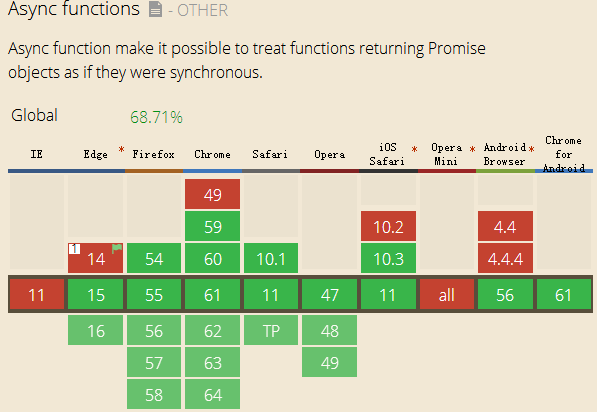 Async functions - OTHER
Async function make it possible to treat functions returning Promise
objects as if they were synchronous.
Global 68.71%
IE Edge * Firefox Chrome Safari Opera iOS Safari * Opera Mini * Android Browser * Chrome for Android
49
59 10.2 4.4
1 14 54 60 10.1 10.3 4.4.4
11 15 55 61 11 47 11 all 56 61
16 56 62 TP 48
57 63 49
58 64